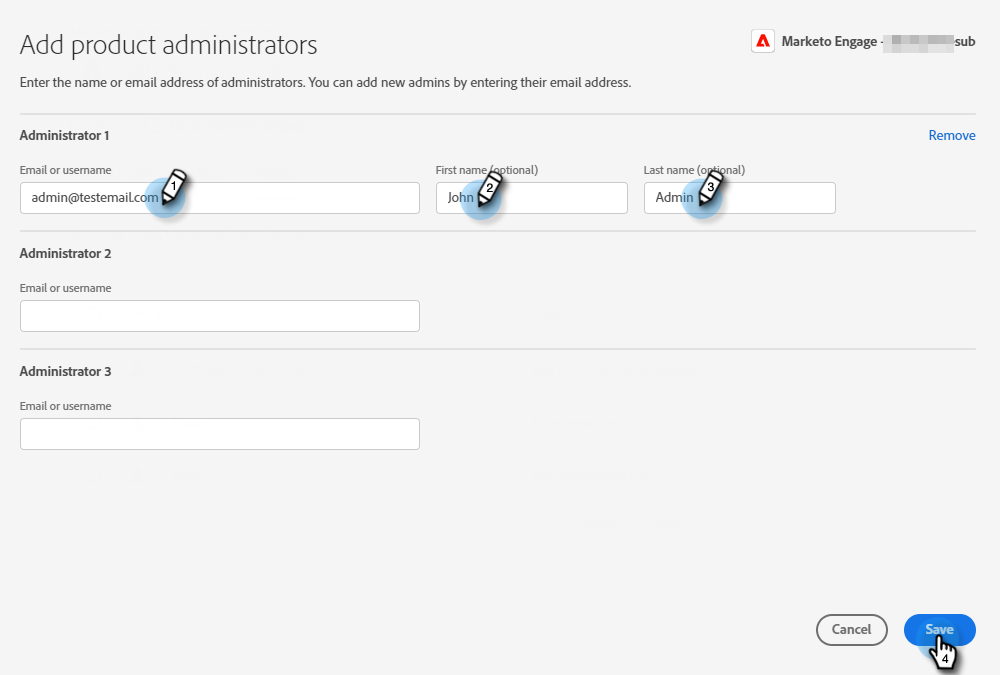 Add product administrators
Marketo Engage - sub
Enter the name or email address of administrators. You can add new admins by entering their email address.
Administrator 1
Remove
Email or username
First name (optional)
Last name (optional)
admin@testemail.com
1
John
2
Admin
3
Administrator 2
Email or username
Administrator 3
Email or username
Cancel
Save
4